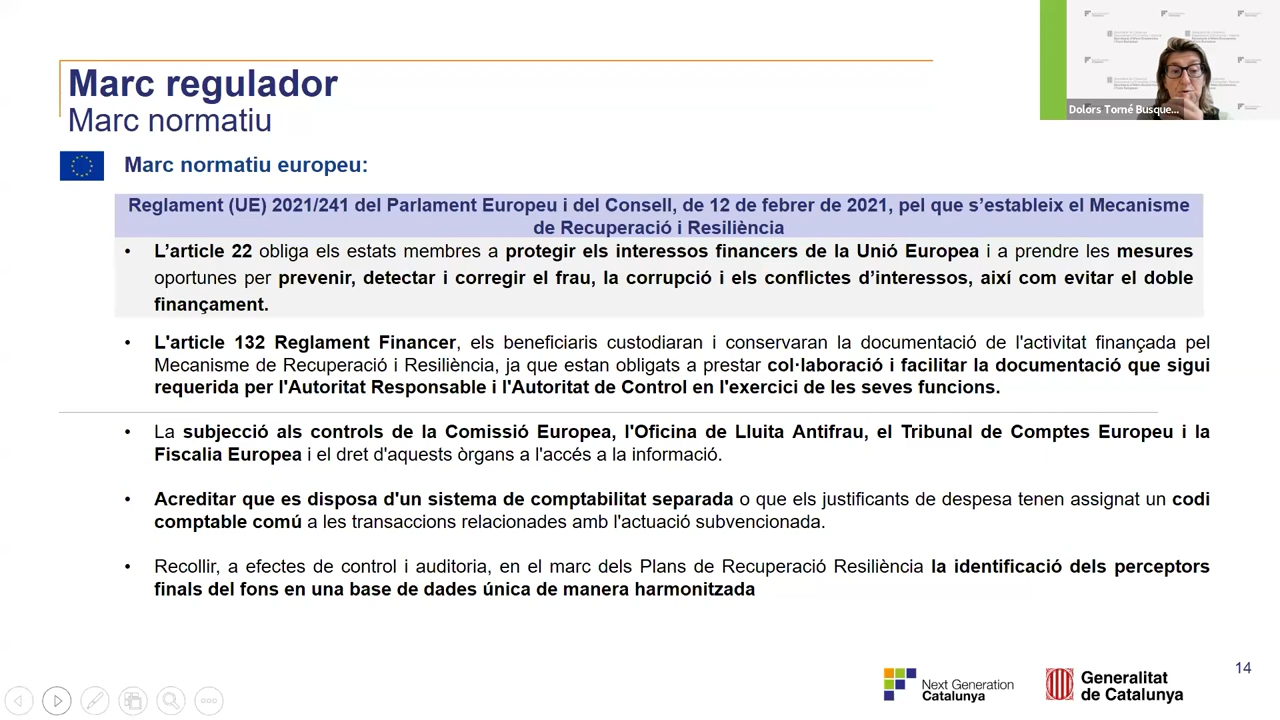 Marc regulador
Marc normatiu
Dolors Torné Busque...
Marc normatiu europeu:
Reglament (UE) 2021/241 del Parlament Europeu i del Consell, de 12 de febrer de 2021, pel que s’estableix el Mecanisme
de Recuperació i Resiliència
• L’article 22 obliga els estats membres a protegir els interessos financers de la Unió Europea i a prendre les mesures
oportunes per prevenir, detectar i corregir el frau, la corrupció i els conflictes d’interessos, així com evitar el doble
finançament.
• L'article 132 Reglament Financer, els beneficiaris custodiaran i conservaran la documentació de l'activitat finançada pel
Mecanisme de Recuperació i Resiliència, ja que estan obligats a prestar col·laboració i facilitar la documentació que sigui
requerida per l'Autoritat Responsable i l'Autoritat de Control en l'exercici de les seves funcions.
• La subjecció als controls de la Comissió Europea, l'Oficina de Lluita Antifrau, el Tribunal de Comptes Europeu i la
Fiscalia Europea i el dret d'aquests òrgans a l'accés a la informació.
• Acreditar que es disposa d'un sistema de comptabilitat separada o que els justificants de despesa tenen assignat un codi
comptable comú a les transaccions relacionades amb l'actuació subvencionada.
• Recollir, a efectes de control i auditoria, en el marc dels Plans de Recuperació Resiliència la identificació dels perceptors
finals del fons en una base de dades única de manera harmonitzada
14
Next Generation
Catalunya
Generalitat
de Catalunya